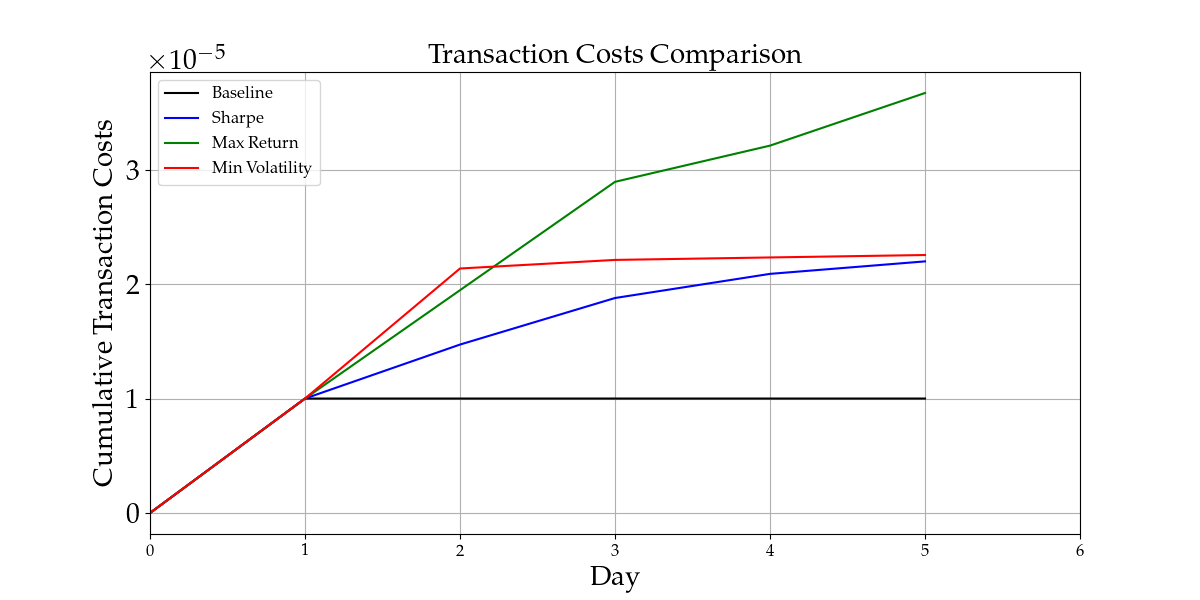 Transaction Costs Comparison
×10⁻⁵
Baseline
Sharpe
Max Return
Min Volatility
Cumulative Transaction Costs
3
2
1
0
0 1 2 3 4 5 6
Day